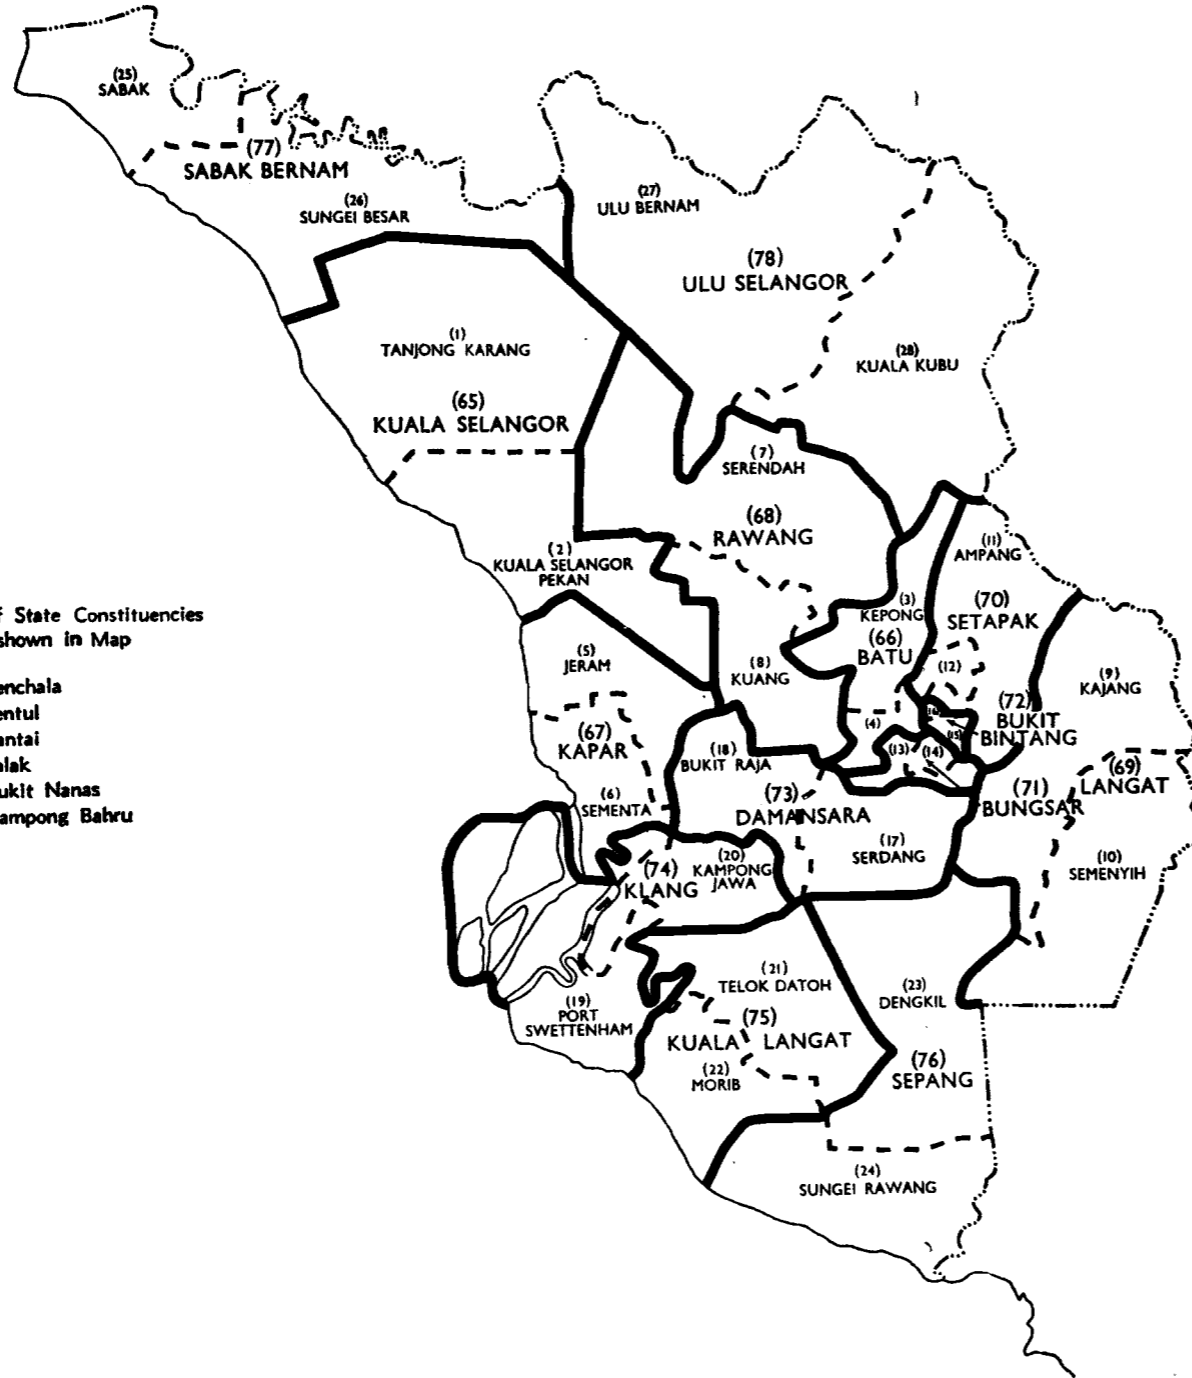 (25)
SABAK
(77)
SABAK BERNAM
(26)
SUNGEI BESAR
(27)
ULU BERNAM
(78)
ULU SELANGOR
(28)
KUALA KUBU
(1)
TANJONG KARANG
(65)
KUALA SELANGOR
(7)
SERENDAH
(68)
RAWANG
(2)
KUALA SELANGOR
PEKAN
(11)
AMPANG
(3)
KEPONG
(70)
SETAPAK
(66)
BATU
(12)
f State Constituencies
shown in Map
enchala
entul
antai
alak
ukit Nanas
ampong Bahru
(5)
JERAM
(8)
KUANG
(9)
KAJANG
(4)
(72)
BUKIT
BINTANG
(15)
(13)
(14)
(67)
KAPAR
(18)
BUKIT RAJA
(69)
LANGAT
(71)
BUNGSAR
(73)
DAMANSARA
(6)
SEMENTA
(17)
SERDANG
(10)
SEMENYIH
(74)
KLANG
(20)
KAMPONG
JAWA
(21)
TELOK DATOH
(23)
DENGKIL
(19)
PORT
SWETTENHAM
(75)
KUALA LANGAT
(22)
MORIB
(76)
SEPANG
(24)
SUNGEI RAWANG